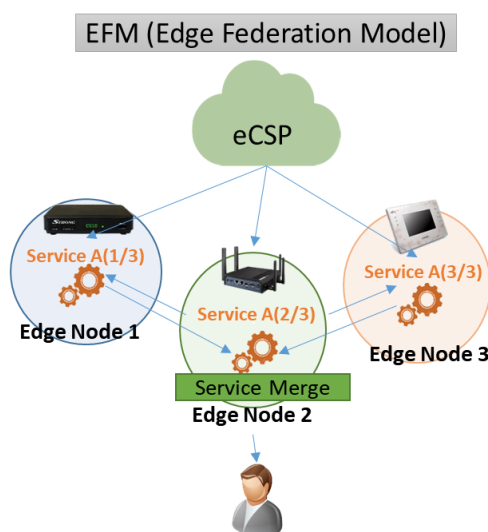 EFM (Edge Federation Model)
eCSP
STRONG
Service A(1/3)
Edge Node 1
Service A(2/3)
Service Merge
Edge Node 2
Service A(3/3)
Edge Node 3